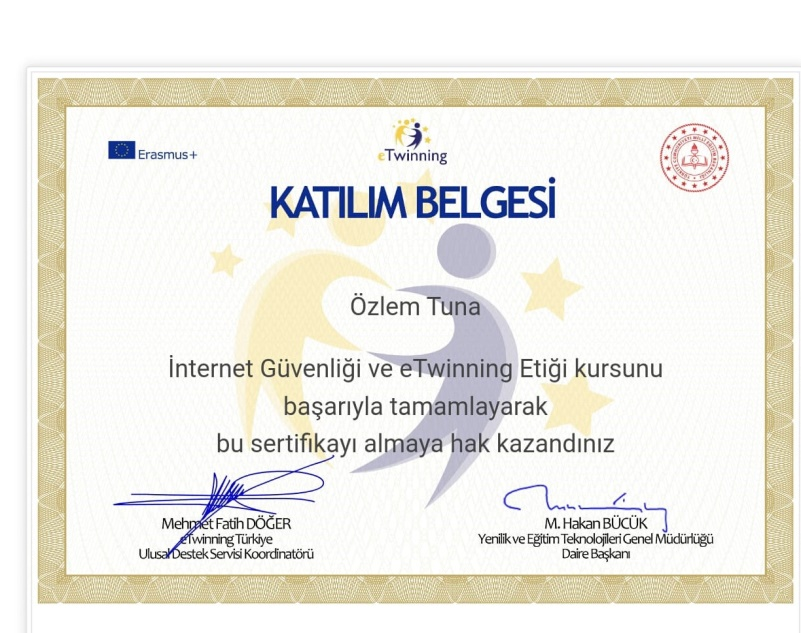 Erasmus+
eTwinning
KATILIM BELGESİ
Özlem Tuna
İnternet Güvenliği ve eTwinning Etiği kursunu
başarıyla tamamlayarak
bu sertifikayı almaya hak kazandınız
Mehmet Fatih DÖĞER
eTwinning Türkiye
Ulusal Destek Servisi Koordinatörü
M. Hakan BÜCÜK
Yenilik ve Eğitim Teknolojileri Genel Müdürlüğü
Daire Başkanı